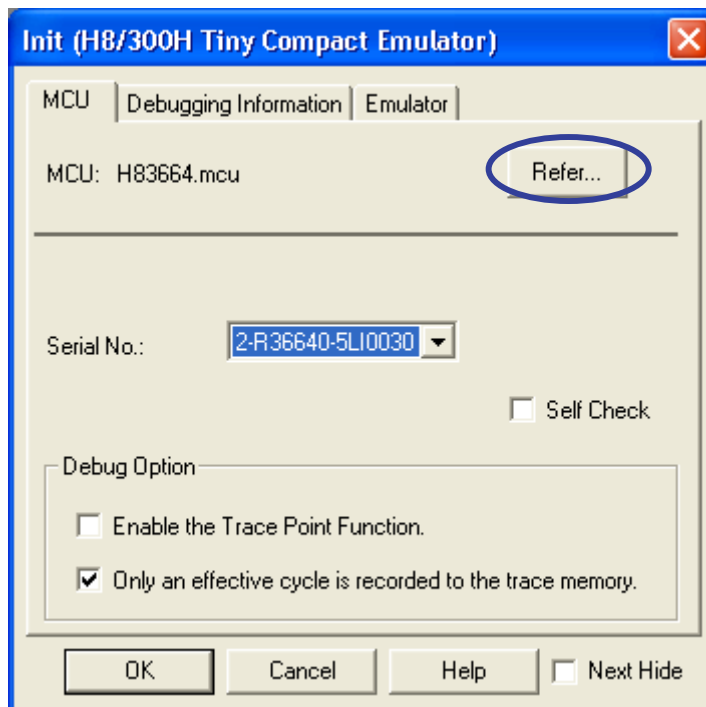 Init (H8/300H Tiny Compact Emulator)
MCU Debugging Information Emulator
MCU: H83664.mcu Refer...
Serial No.: 2-R36640-5LI0030
Self Check
Debug Option
Enable the Trace Point Function.
Only an effective cycle is recorded to the trace memory.
OK Cancel Help Next Hide